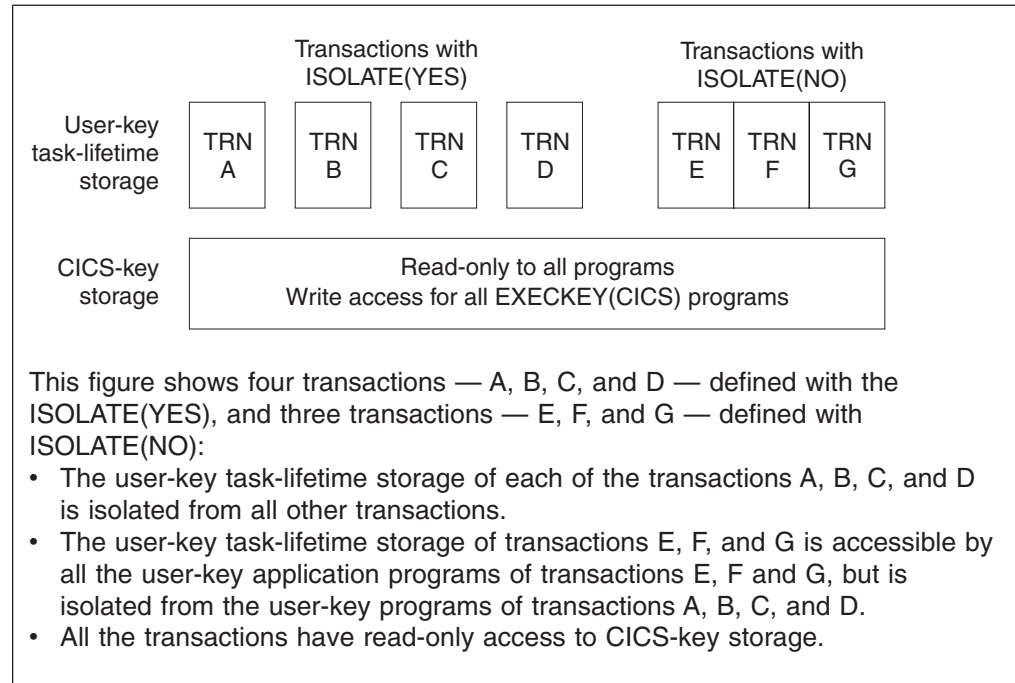 Transactions with
ISOLATE(YES)
Transactions with
ISOLATE(NO)
User-key
task-lifetime
storage
TRN
A
TRN
B
TRN
C
TRN
D
TRN
E
TRN
F
TRN
G
CICS-key
storage
Read-only to all programs
Write access for all EXECKEY(CICS) programs
This figure shows four transactions — A, B, C, and D — defined with the
ISOLATE(YES), and three transactions — E, F, and G — defined with
ISOLATE(NO):
• The user-key task-lifetime storage of each of the transactions A, B, C, and D
is isolated from all other transactions.
• The user-key task-lifetime storage of transactions E, F, and G is accessible by
all the user-key application programs of transactions E, F and G, but is
isolated from the user-key programs of transactions A, B, C, and D.
• All the transactions have read-only access to CICS-key storage.